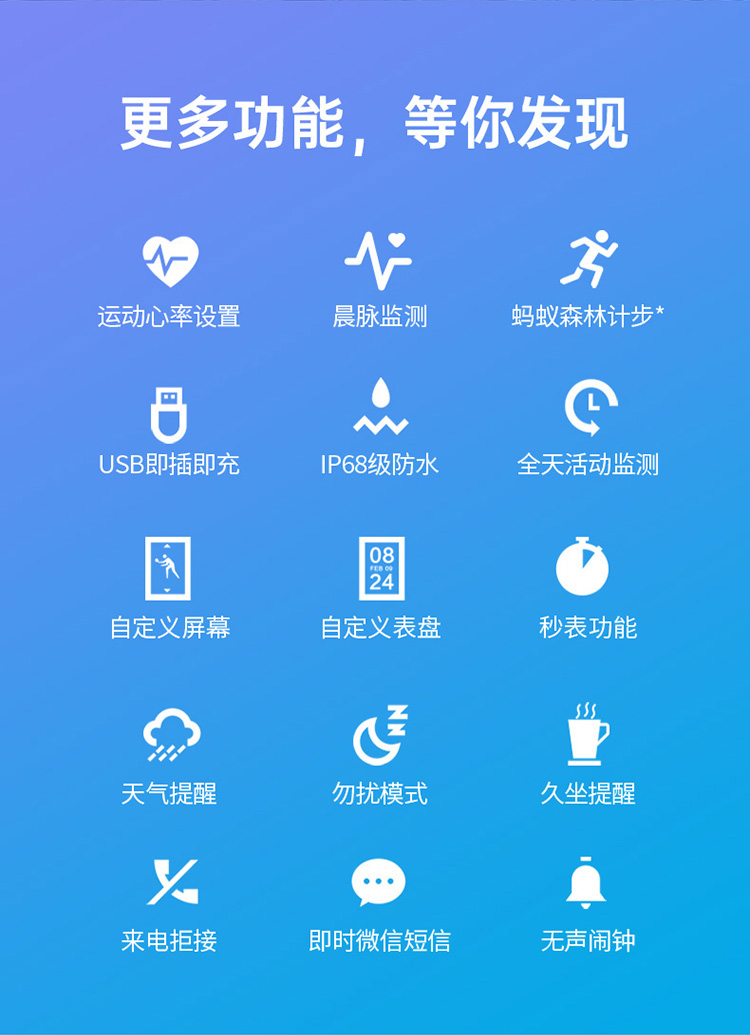 更多功能，等你发现
运动心率设置
晨脉监测
蚂蚁森林计步*
USB即插即充
IP68级防水
全天活动监测
08
FEB 09
24
自定义屏幕
自定义表盘
秒表功能
天气提醒
勿扰模式
久坐提醒
来电拒接
即时微信短信
无声闹钟